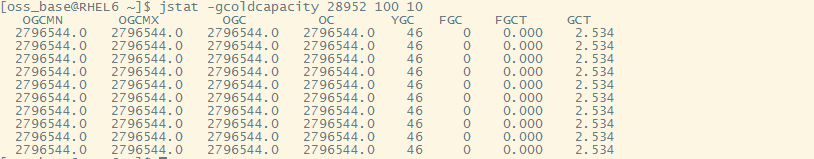 [oss_base@RHEL6 ~]$ jstat -gcoldcapacity 28952 100 10
OGCMN OGCMX OGC OC YGC FGC FGCT GCT
2796544.0 2796544.0 2796544.0 2796544.0 46 0 0.000 2.534
2796544.0 2796544.0 2796544.0 2796544.0 46 0 0.000 2.534
2796544.0 2796544.0 2796544.0 2796544.0 46 0 0.000 2.534
2796544.0 2796544.0 2796544.0 2796544.0 46 0 0.000 2.534
2796544.0 2796544.0 2796544.0 2796544.0 46 0 0.000 2.534
2796544.0 2796544.0 2796544.0 2796544.0 46 0 0.000 2.534
2796544.0 2796544.0 2796544.0 2796544.0 46 0 0.000 2.534
2796544.0 2796544.0 2796544.0 2796544.0 46 0 0.000 2.534
2796544.0 2796544.0 2796544.0 2796544.0 46 0 0.000 2.534
2796544.0 2796544.0 2796544.0 2796544.0 46 0 0.000 2.534